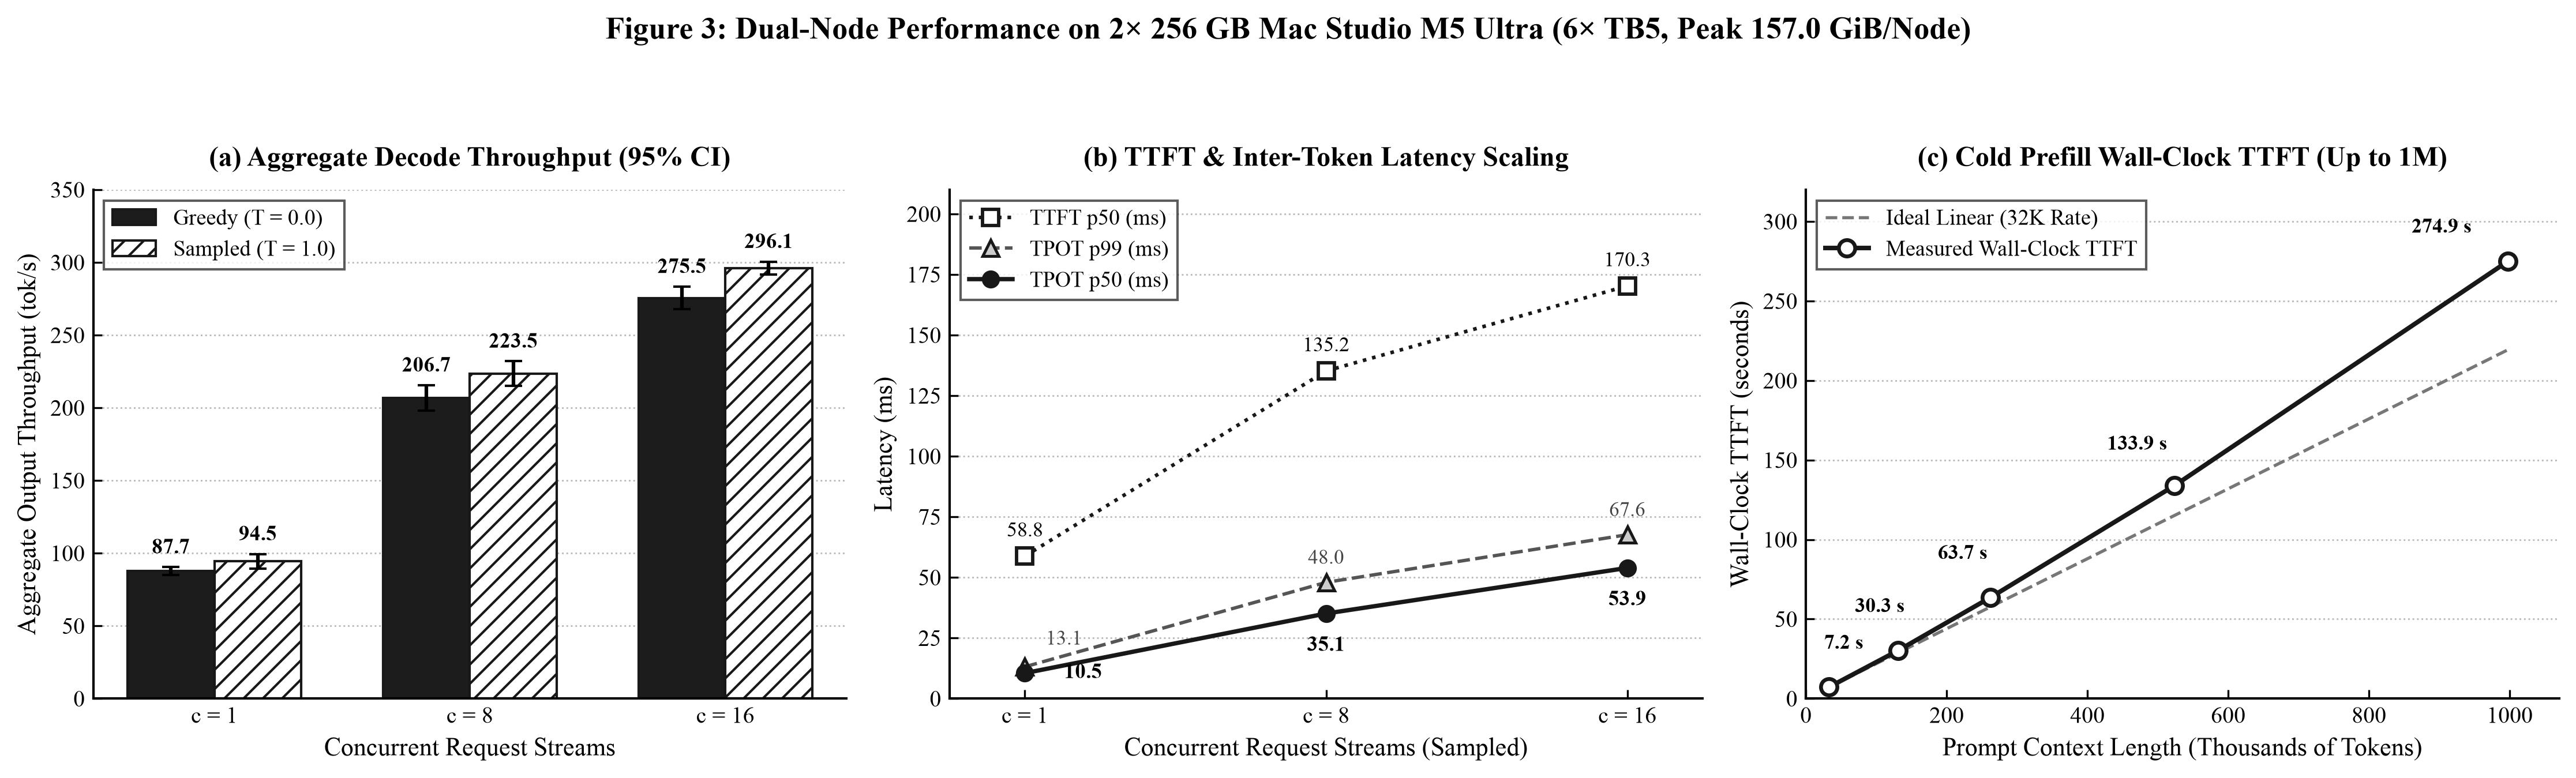 Figure 3: Dual-Node Performance on 2× 256 GB Mac Studio M5 Ultra (6× TB5, Peak 157.0 GiB/Node)
(a) Aggregate Decode Throughput (95% CI)
Aggregate Output Throughput (tok/s)
350
300
250
200
150
100
50
0
Greedy (T = 0.0)
Sampled (T = 1.0)
87.7
94.5
206.7
223.5
275.5
296.1
c = 1
c = 8
c = 16
Concurrent Request Streams
(b) TTFT & Inter-Token Latency Scaling
Latency (ms)
200
175
150
125
100
75
50
25
0
TTFT p50 (ms)
TPOT p99 (ms)
TPOT p50 (ms)
58.8
135.2
170.3
13.1
48.0
67.6
10.5
35.1
53.9
c = 1
c = 8
c = 16
Concurrent Request Streams (Sampled)
(c) Cold Prefill Wall-Clock TTFT (Up to 1M)
Wall-Clock TTFT (seconds)
300
250
200
150
100
50
0
Ideal Linear (32K Rate)
Measured Wall-Clock TTFT
7.2 s
30.3 s
63.7 s
133.9 s
274.9 s
0
200
400
600
800
1000
Prompt Context Length (Thousands of Tokens)